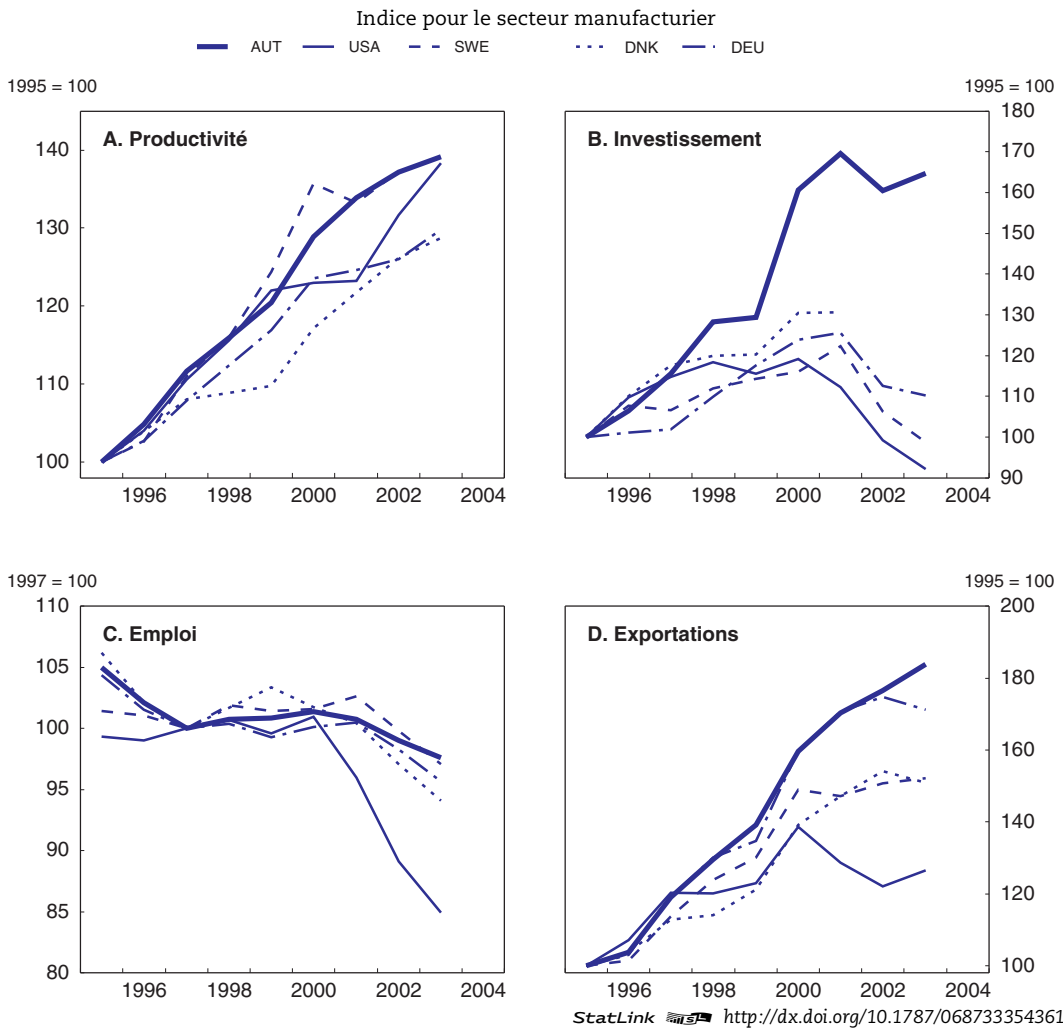 Indice pour le secteur manufacturier
AUT USA SWE DNK DEU
1995 = 100
A. Productivité
140
130
120
110
100
1996 1998 2000 2002 2004
1995 = 100
B. Investissement
180
170
160
150
140
130
120
110
100
90
1996 1998 2000 2002 2004
1997 = 100
C. Emploi
110
105
100
95
90
85
80
1996 1998 2000 2002 2004
1995 = 100
D. Exportations
200
180
160
140
120
100
1996 1998 2000 2002 2004
StatLink http://dx.doi.org/10.1787/068733354361